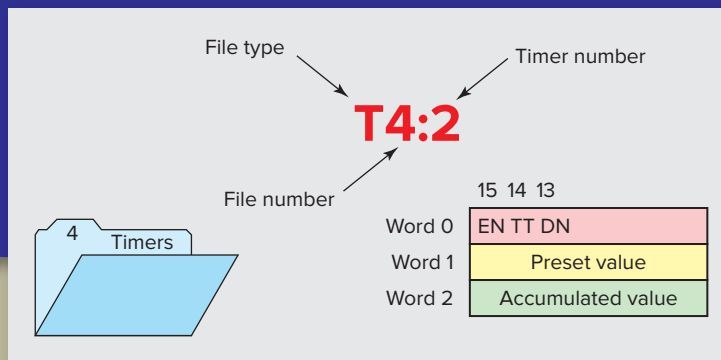 File type
Timer number
T4:2
File number
15 14 13
4
Timers
Word 0 EN TT DN
Word 1 Preset value
Word 2 Accumulated value